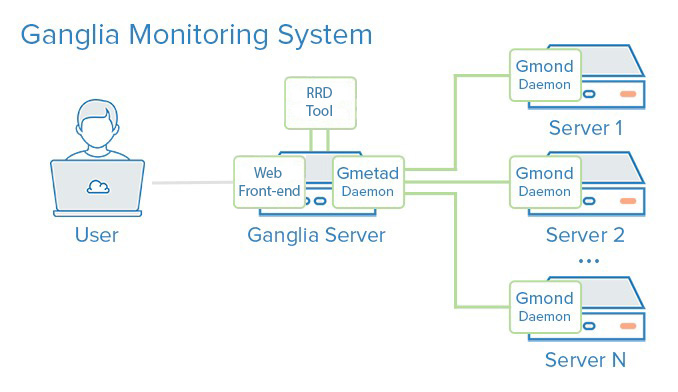 Ganglia Monitoring System
RRD
Tool
Web
Front-end
Gmetad
Daemon
User
Ganglia Server
Gmond
Daemon
Server 1
Gmond
Daemon
Server 2
...
Gmond
Daemon
Server N